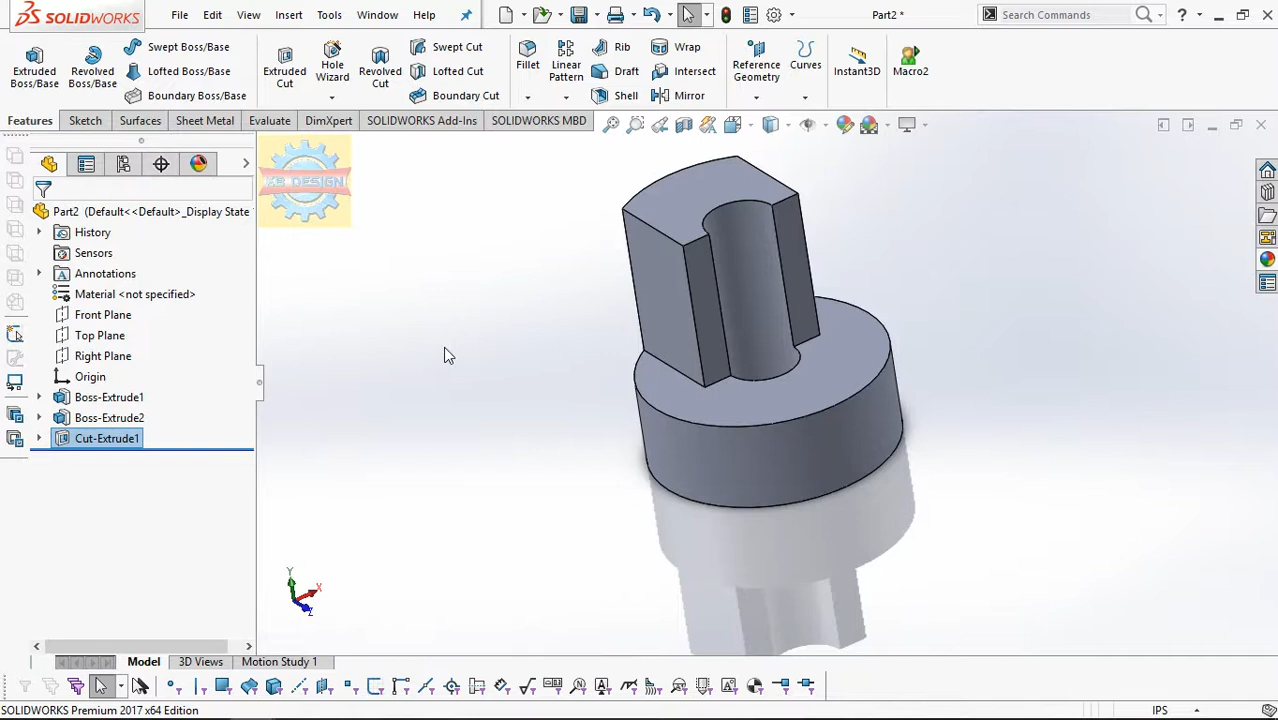 SOLIDWORKS File Edit View Insert Tools Window Help Part2 * Search Commands
Extruded Boss/Base
Revolved Boss/Base
Swept Boss/Base
Lofted Boss/Base
Boundary Boss/Base
Extruded Cut
Hole Wizard
Revolved Cut
Swept Cut
Lofted Cut
Boundary Cut
Fillet
Linear Pattern
Rib
Draft
Shell
Wrap
Intersect
Mirror
Reference Geometry
Curves
Instant3D
Macro2
Features Sketch Surfaces Sheet Metal Evaluate DimXpert SOLIDWORKS Add-Ins SOLIDWORKS MBD
Part2 (Default<<Default>_Display State
History
Sensors
Annotations
Material <not specified>
Front Plane
Top Plane
Right Plane
Origin
Boss-Extrude1
Boss-Extrude2
Cut-Extrude1
Y
X
Z
Model 3D Views Motion Study 1
SOLIDWORKS Premium 2017 x64 Edition IPS